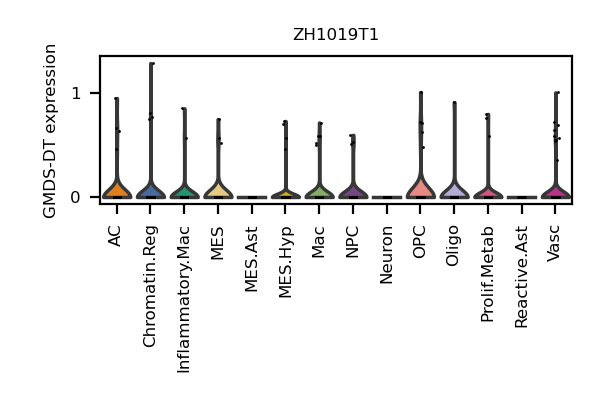 ZH1019T1
GMDS-DT expression
1
0
AC
Chromatin.Reg
Inflammatory.Mac
MES
MES.Ast
MES.Hyp
Mac
NPC
Neuron
OPC
Oligo
Prolif.Metab
Reactive.Ast
Vasc